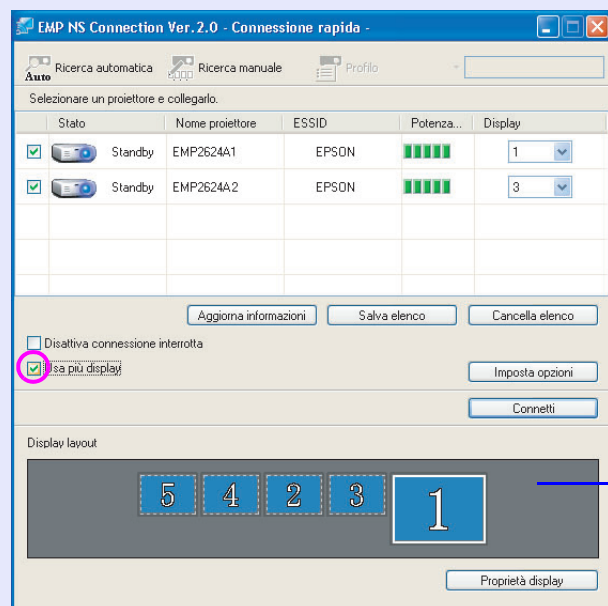 EMP NS Connection Ver.2.0 - Connessione rapida -
Auto Ricerca automatica Ricerca manuale Profilo
Selezionare un proiettore e collegarlo.
Stato Nome proiettore ESSID Potenza... Display
Standby EMP2624A1 EPSON 1
Standby EMP2624A2 EPSON 3
Aggiorna informazioni Salva elenco Cancella elenco
Disattiva connessione interrotta
Usa più display Imposta opzioni
Connetti
Display layout
5 4 2 3 1
Proprietà display